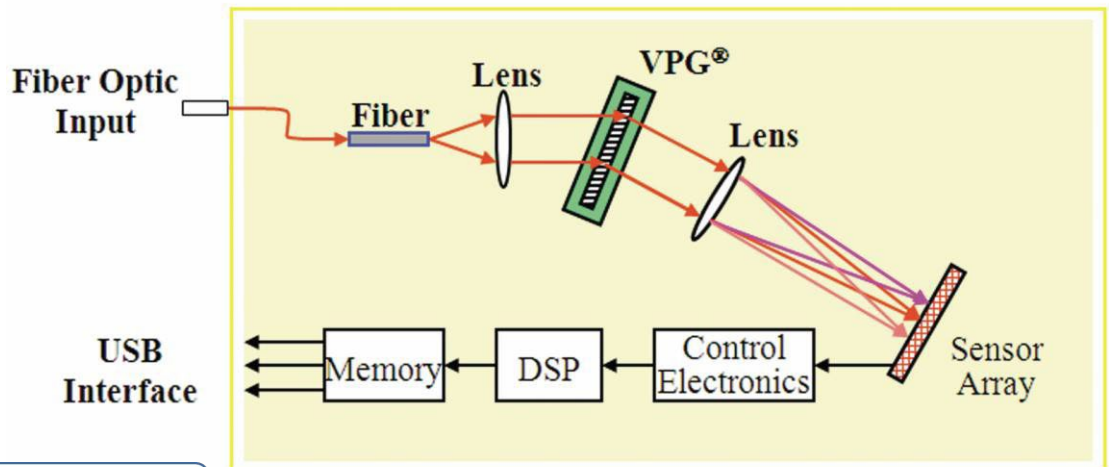 Fiber Optic
Input
Fiber
Lens
VPG®
Lens
Sensor
Array
Control
Electronics
DSP
Memory
USB
Interface